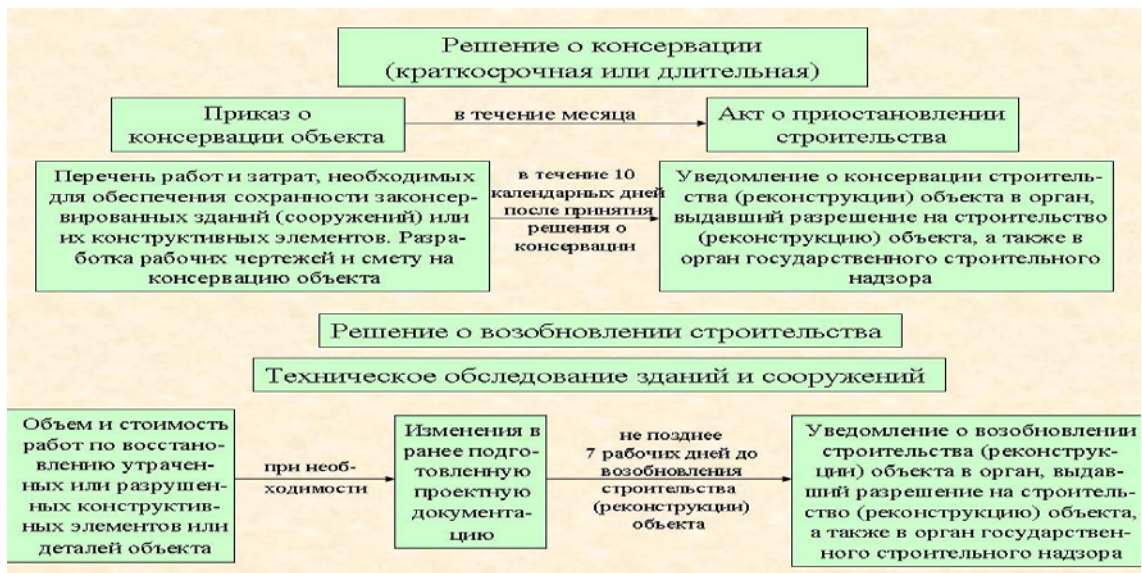 Решение о консервации
(краткосрочная или длительная)
Приказ о
консервации объекта
в течение месяца
Акт о приостановлении
строительства
Перечень работ и затрат, необходимых
для обеспечения сохранности законсер-
вированных зданий (сооружений) или
их конструктивных элементов. Разра-
ботка рабочих чертежей и смету на
консервацию объекта
в течение 10
календарных дней
после принятия
решения о
консервации
Уведомление о консервации строитель-
ства (реконструкции) объекта в орган,
выдавший разрешение на строительство
(реконструкцию) объекта, а также в
орган государственного строительного
надзора
Решение о возобновлении строительства
Техническое обследование зданий и сооружений
Объем и стоимость
работ по восстано-
влению утрачен-
ных или разрушен-
ных конструктив-
ных элементов или
деталей объекта
при необ-
ходимости
Изменения в
ранее подго-
товленную
проектную
документа-
цию
не позднее
7 рабочих дней до
возобновления
строительства
(реконструкции)
объекта
Уведомление о возобновлении
строительства (реконструк-
ции) объекта в орган, выдав-
ший разрешение на строитель-
ство (реконструкцию) объекта,
а также в орган государствен-
ного строительного надзора